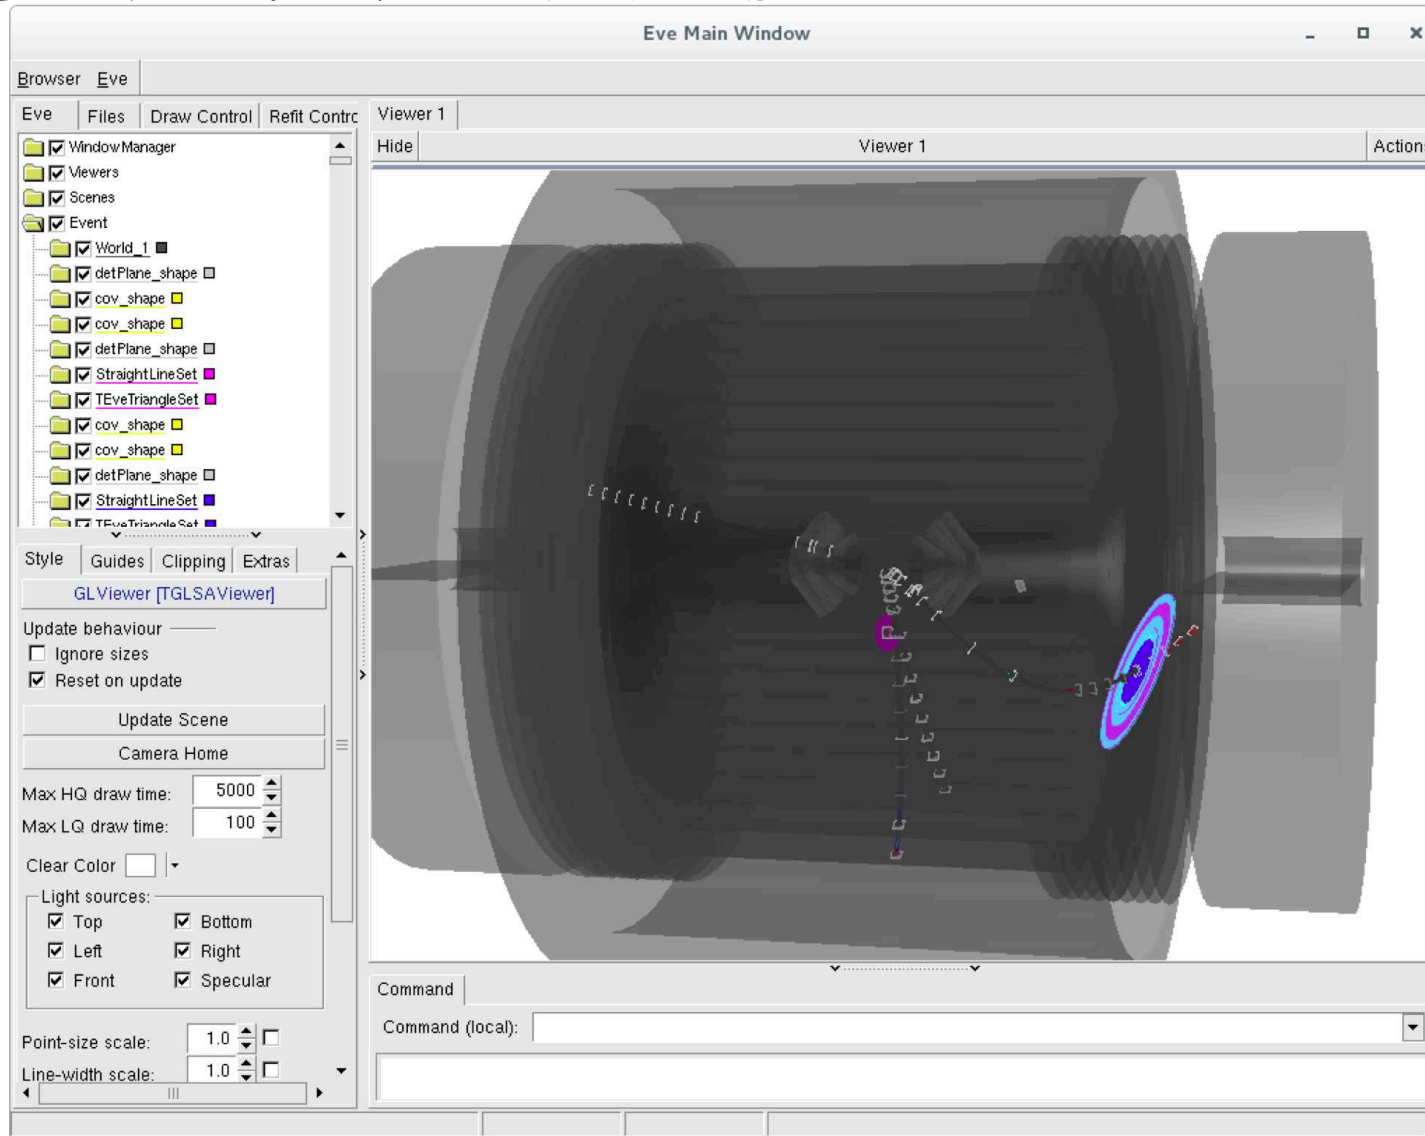 Eve Main Window
Browser Eve
Eve Files Draw Control Refit Contro
Viewer 1
Hide Viewer 1 Action
WindowManager
Viewers
Scenes
Event
World_1
detPlane_shape
cov_shape
cov_shape
detPlane_shape
StraightLineSet
TEveTriangleSet
cov_shape
cov_shape
detPlane_shape
StraightLineSet
TEveTriangleSet
Style Guides Clipping Extras
GLViewer [TGLSAViewer]
Update behaviour
Ignore sizes
Reset on update
Update Scene
Camera Home
Max HQ draw time: 5000
Max LQ draw time: 100
Clear Color
Light sources:
Top Bottom
Left Right
Front Specular
Point-size scale: 1.0
Line-width scale: 1.0
Command
Command (local):